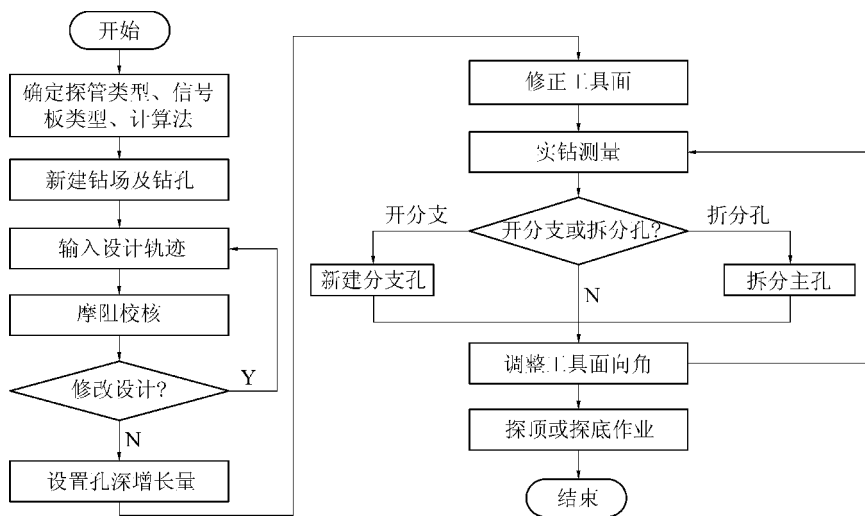 开始
确定探管类型、信号
板类型、计算法
新建钻场及钻孔
输入设计轨迹
摩阻校核
修改设计?
Y
N
设置孔深增长量
修正工具面
实钻测量
开分支或拆分孔?
开分支
拆分孔
新建分支孔
N
拆分主孔
调整工具面向角
探顶或探底作业
结束